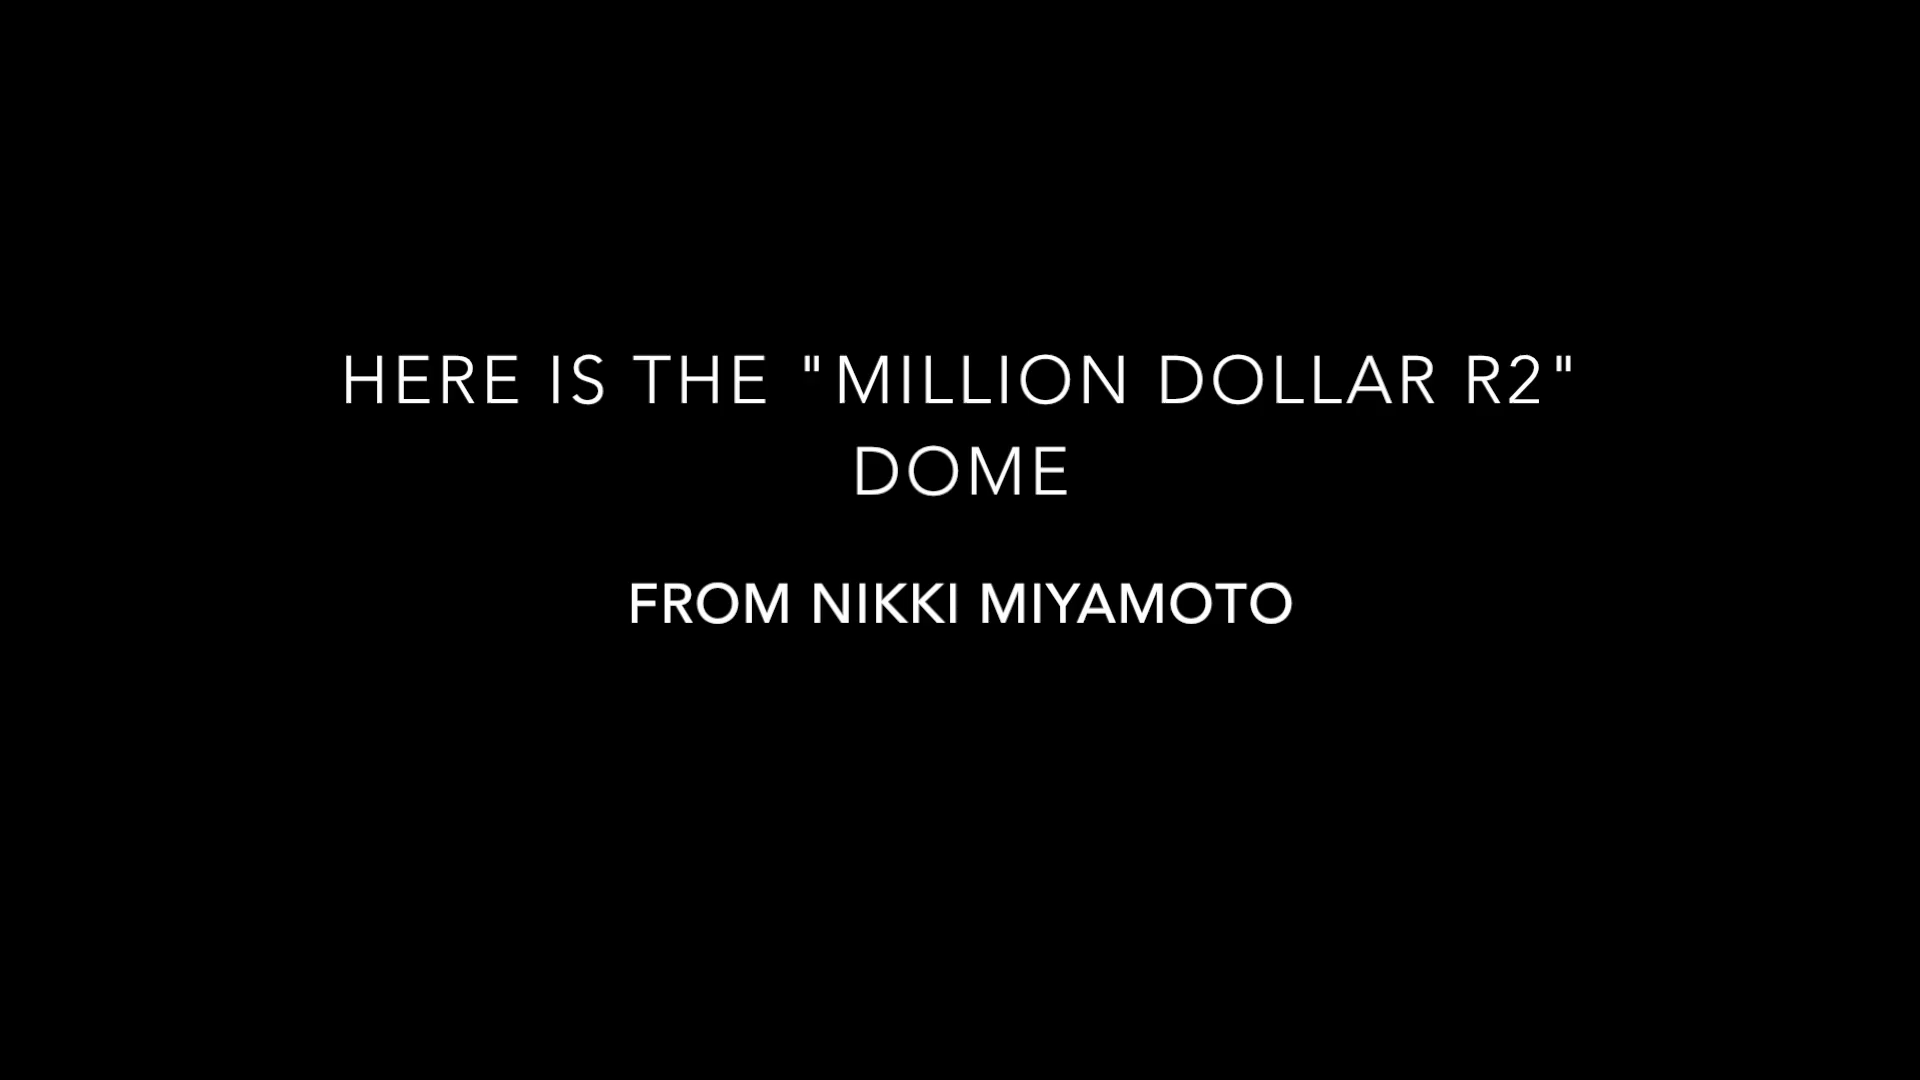 HERE IS THE "MILLION DOLLAR R2"
DOME
FROM NIKKI MIYAMOTO